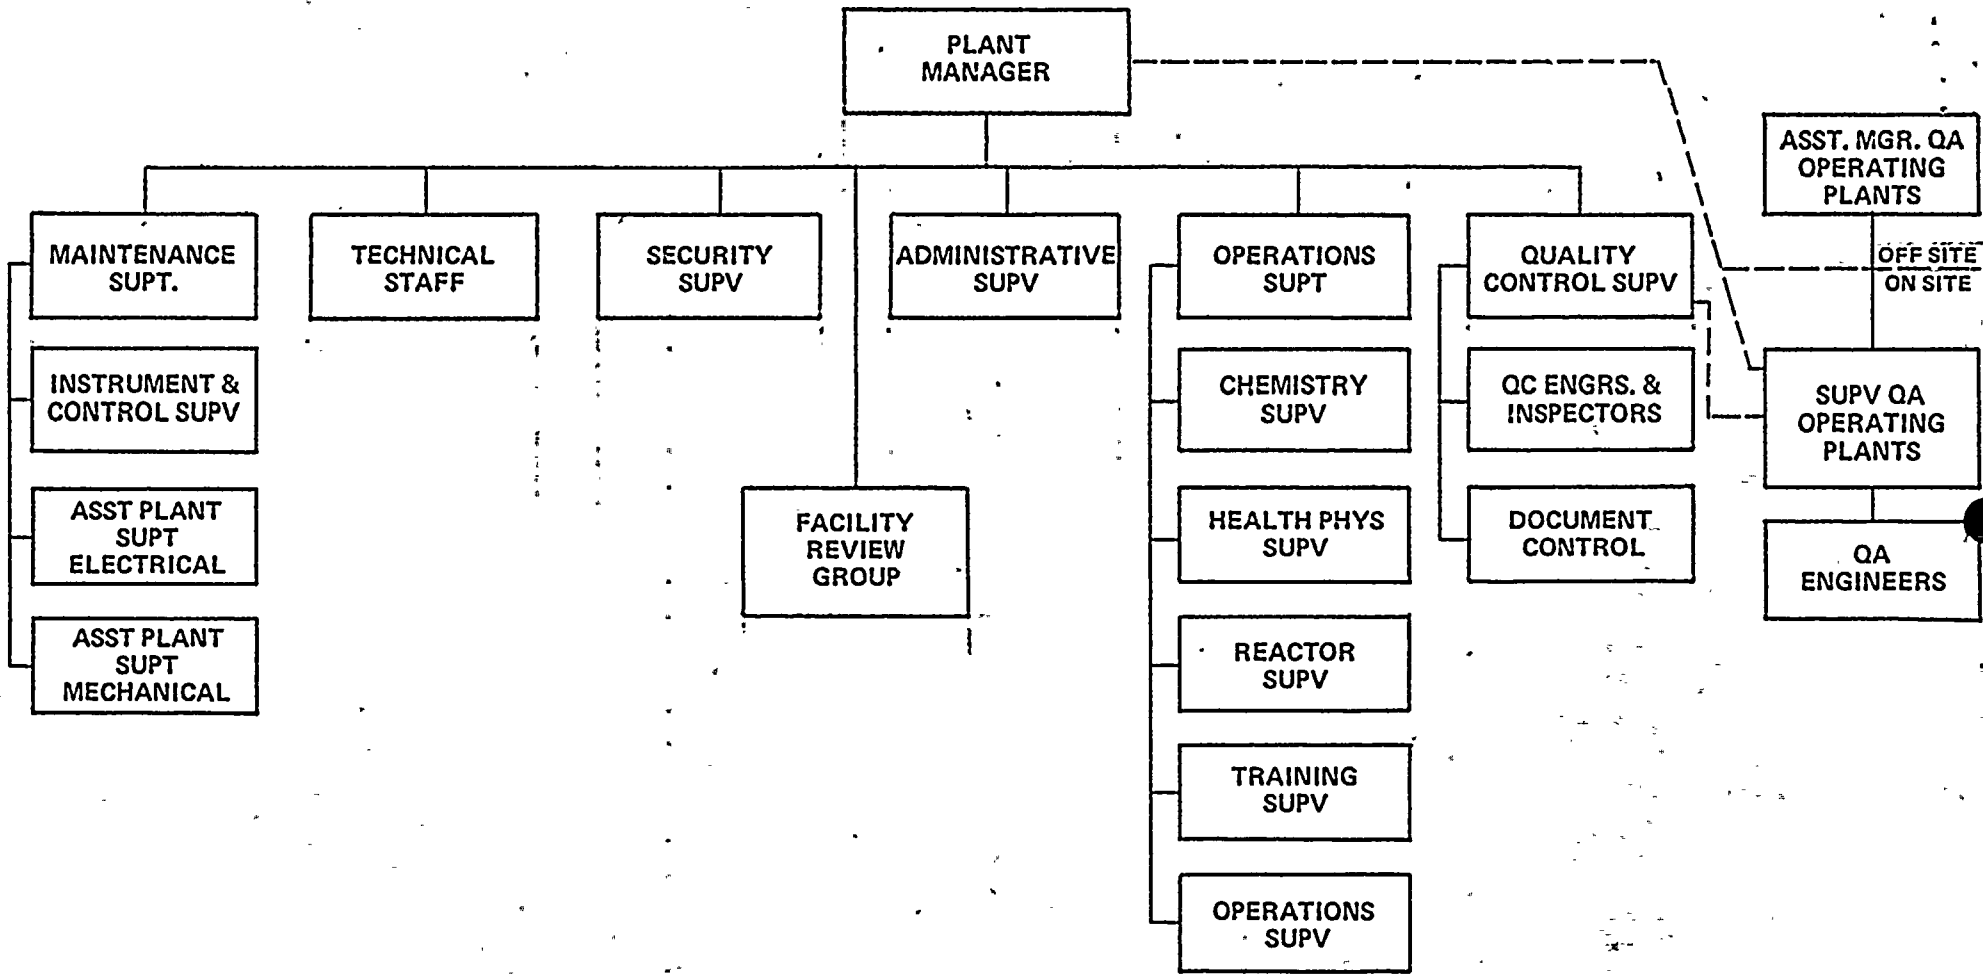 PLANT
MANAGER
ASST. MGR. QA
OPERATING
PLANTS
MAINTENANCE
SUPT.
TECHNICAL
STAFF
SECURITY
SUPV
ADMINISTRATIVE
SUPV
OPERATIONS
SUPT
QUALITY
CONTROL SUPV
OFF SITE
ON SITE
INSTRUMENT &
CONTROL SUPV
CHEMISTRY
SUPV
QC ENGRS. &
INSPECTORS
SUPV QA
OPERATING
PLANTS
ASST PLANT
SUPT
ELECTRICAL
FACILITY
REVIEW
GROUP
HEALTH PHYS
SUPV
DOCUMENT
CONTROL
QA
ENGINEERS
ASST PLANT
SUPT
MECHANICAL
REACTOR
SUPV
TRAINING
SUPV
OPERATIONS
SUPV